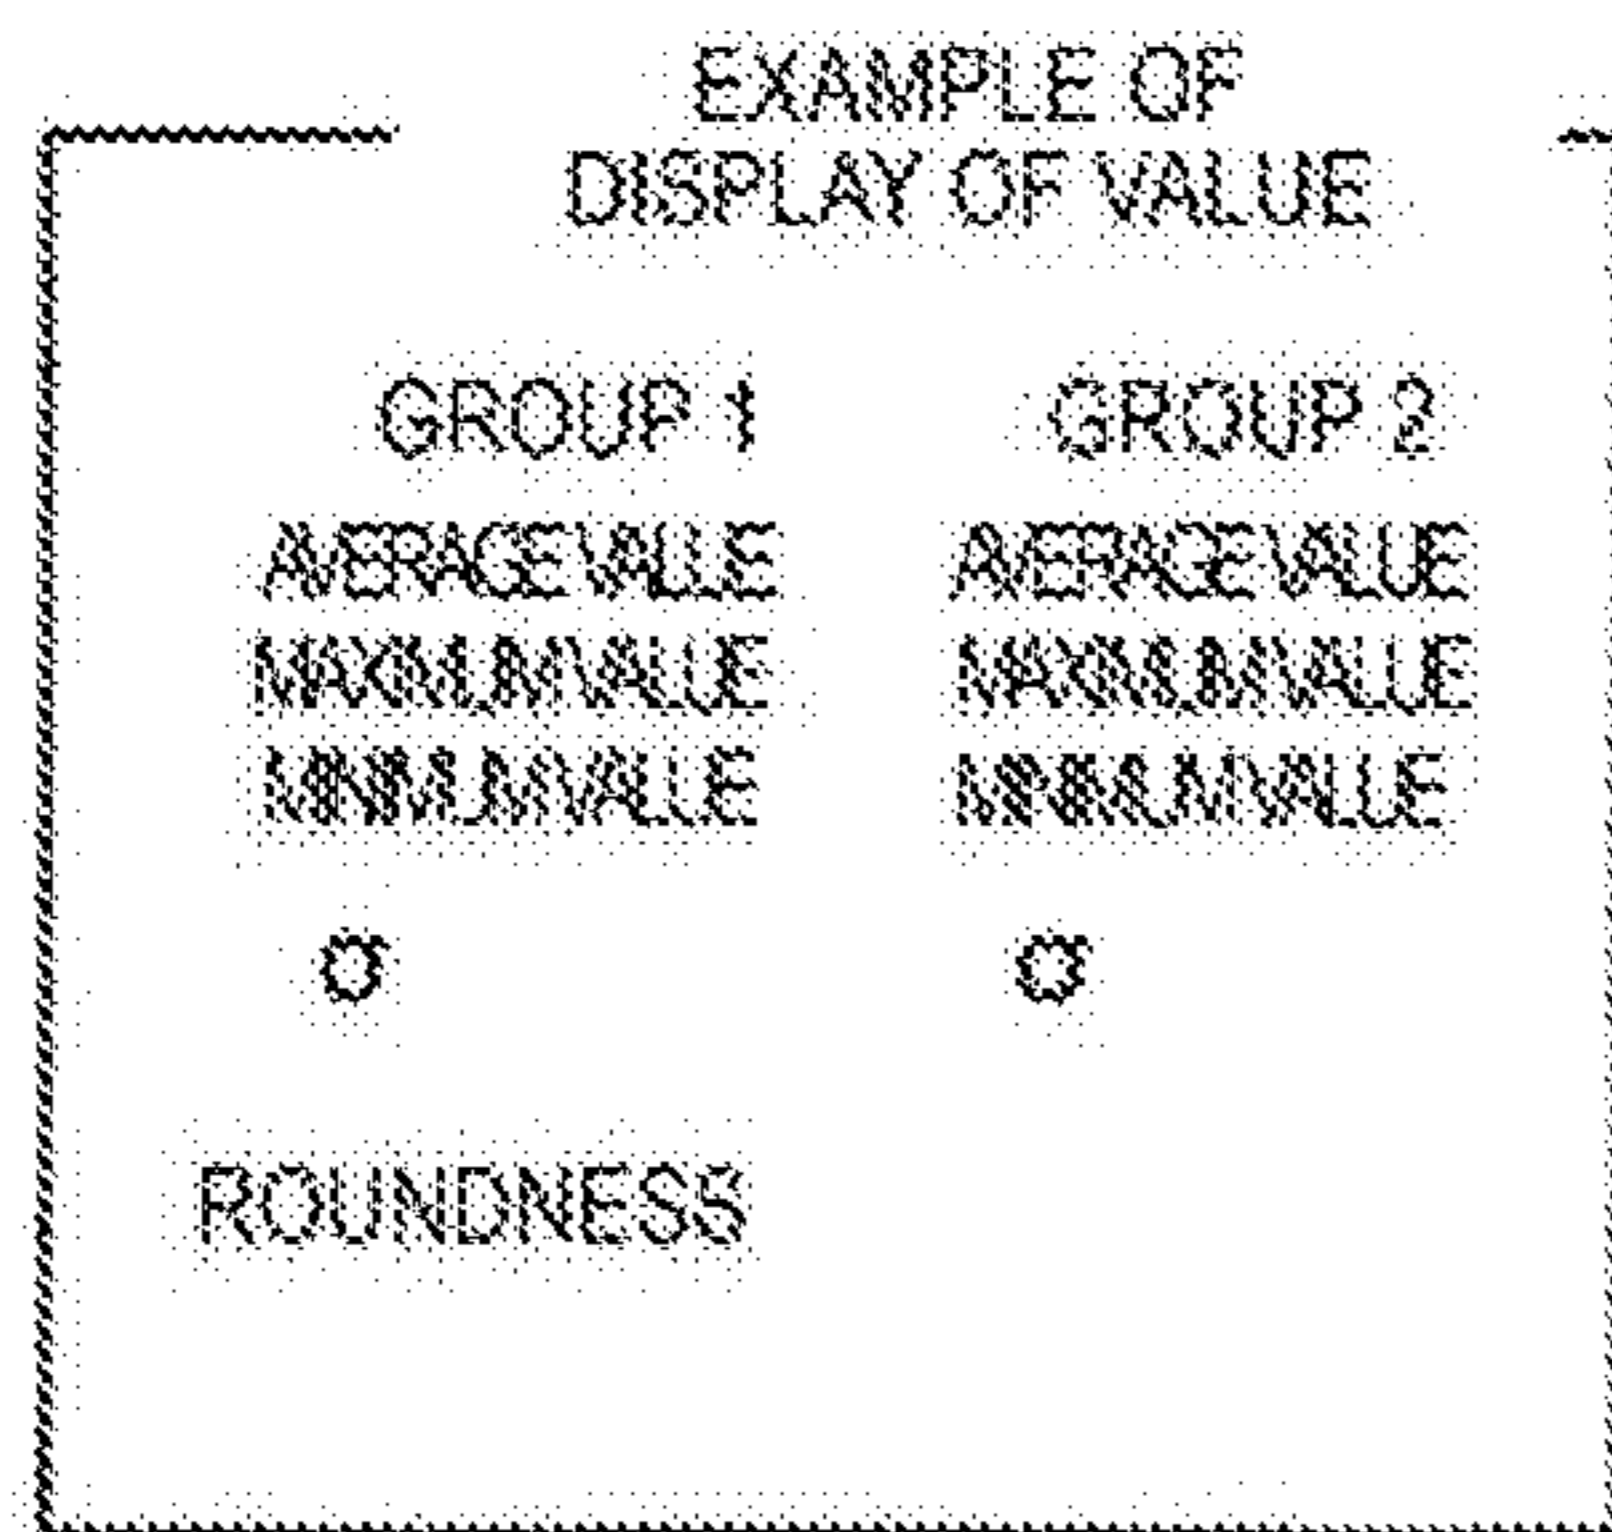 EXAMPLE OF
DISPLAY OF VALUE
GROUP 1 GROUP 2
AVERAGE VALUE AVERAGE VALUE
MAXIMUM VALUE MAXIMUM VALUE
MINIMUM VALUE MINIMUM VALUE
σ σ
ROUNDNESS